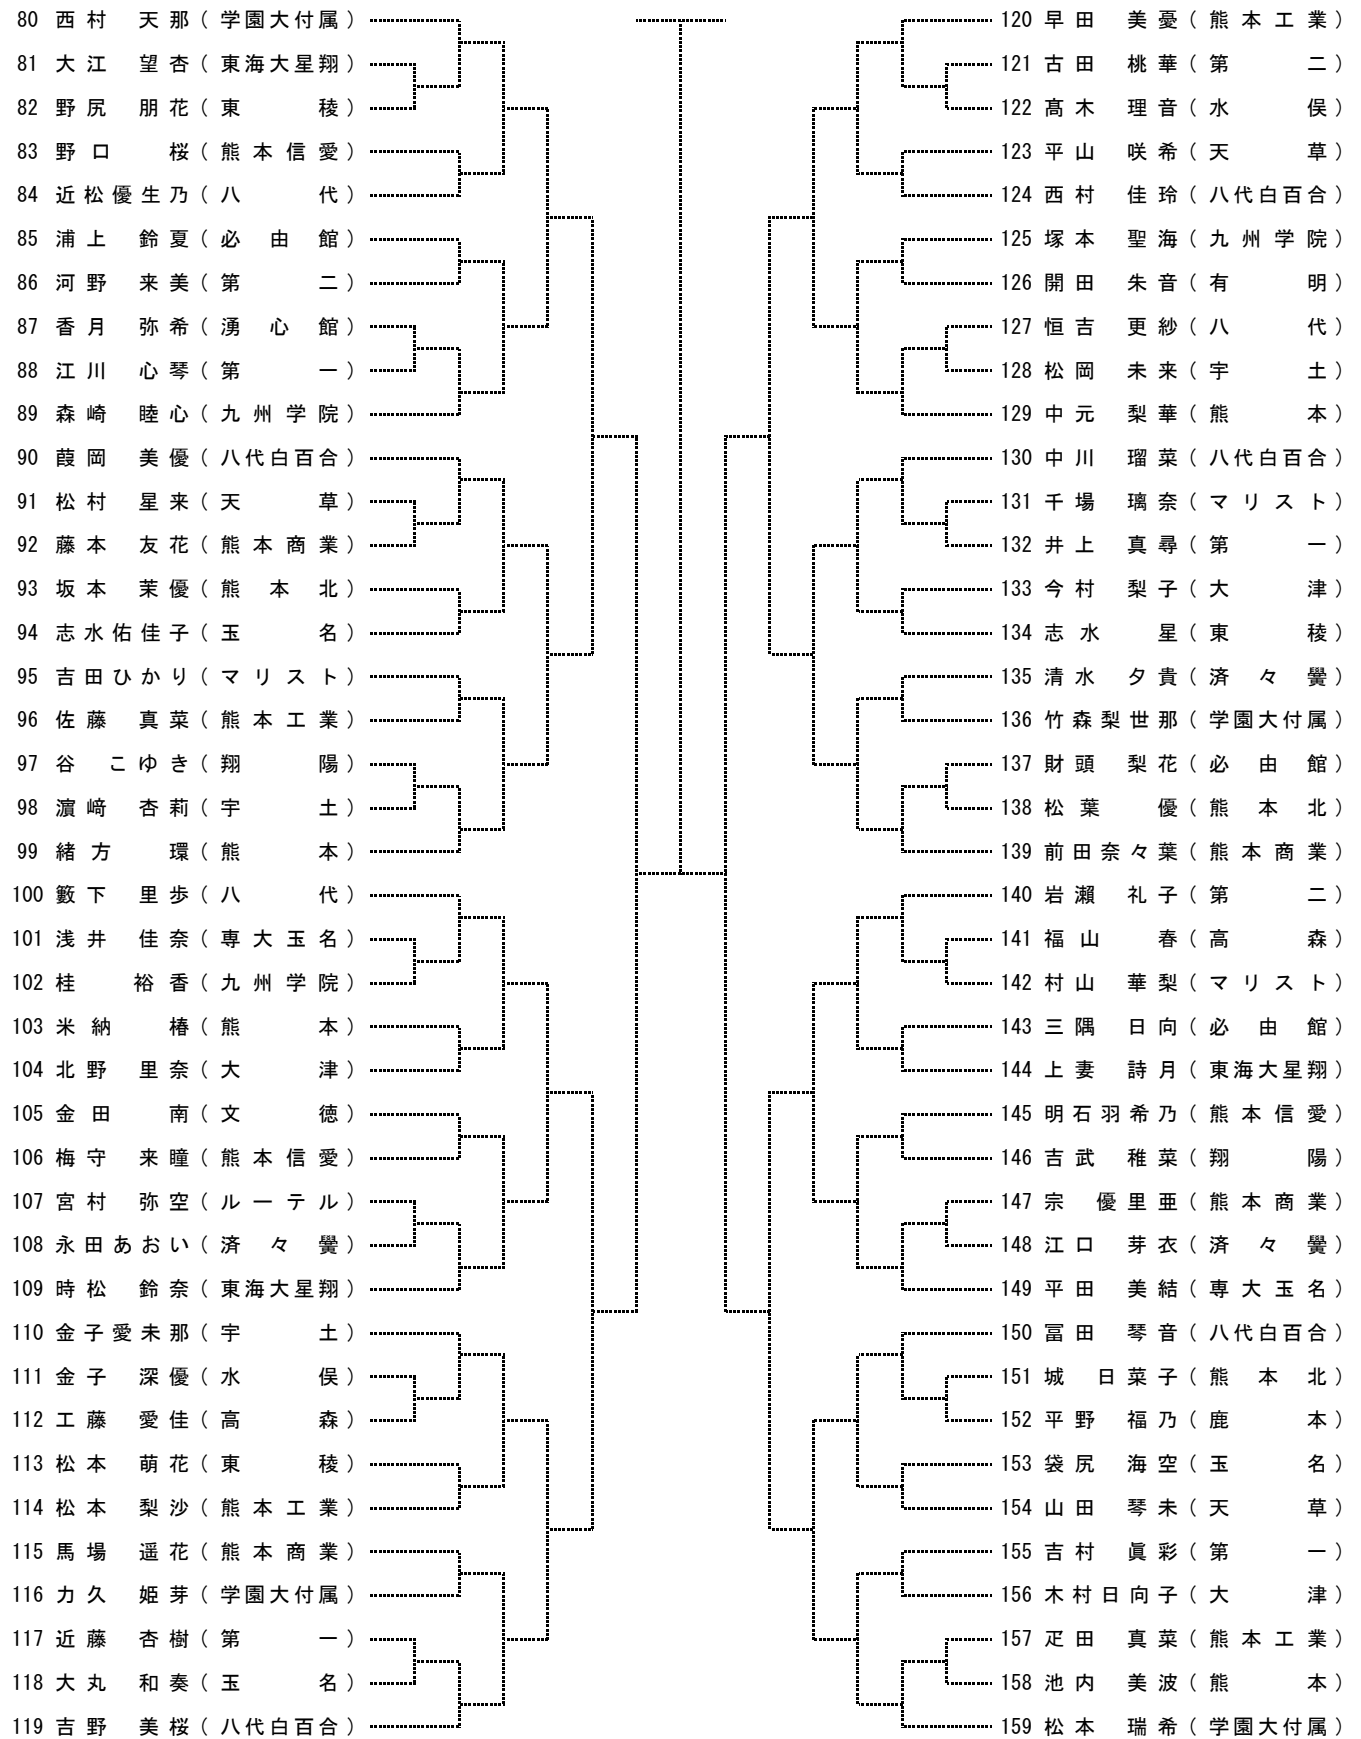 80 西村 天那（学園大付属）
81 大江 望杏（東海大星翔）
82 野尻 朋花（東稜）
83 野口 桜（熊本信愛）
84 近松優生乃（八代）
85 浦上 鈴夏（必由館）
86 河野 来美（第二）
87 香月 弥希（湧心館）
88 江川 心琴（第一）
89 森崎 睦心（九州学院）
90 葭岡 美優（八代白百合）
91 松村 星来（天草）
92 藤本 友花（熊本商業）
93 坂本 茉優（熊本北）
94 志水佑佳子（玉名）
95 吉田ひかり（マリスト）
96 佐藤 真菜（熊本工業）
97 谷 こゆき（翔陽）
98 濵﨑 杏莉（宇土）
99 緒方 環（熊本）
100 籔下 里歩（八代）
101 浅井 佳奈（専大玉名）
102 桂 裕香（九州学院）
103 米納 椿（熊本）
104 北野 里奈（大津）
105 金田 南（文徳）
106 梅守 来瞳（熊本信愛）
107 宮村 弥空（ルーテル）
108 永田あおい（済々黌）
109 時松 鈴奈（東海大星翔）
110 金子愛未那（宇土）
111 金子 深優（水俣）
112 工藤 愛佳（高森）
113 松本 萌花（東稜）
114 松本 梨沙（熊本工業）
115 馬場 遥花（熊本商業）
116 力久 姫芽（学園大付属）
117 近藤 杏樹（第一）
118 大丸 和奏（玉名）
119 吉野 美桜（八代白百合）
120 早田 美憂（熊本工業）
121 古田 桃華（第二）
122 髙木 理音（水俣）
123 平山 咲希（天草）
124 西村 佳玲（八代白百合）
125 塚本 聖海（九州学院）
126 開田 朱音（有明）
127 恒吉 更紗（八代）
128 松岡 未来（宇土）
129 中元 梨華（熊本）
130 中川 瑠菜（八代白百合）
131 千場 璃奈（マリスト）
132 井上 真尋（第一）
133 今村 梨子（大津）
134 志水 星（東稜）
135 清水 夕貴（済々黌）
136 竹森梨世那（学園大付属）
137 財頭 梨花（必由館）
138 松葉 優（熊本北）
139 前田奈々葉（熊本商業）
140 岩瀬 礼子（第二）
141 福山 春（高森）
142 村山 華梨（マリスト）
143 三隅 日向（必由館）
144 上妻 詩月（東海大星翔）
145 明石羽希乃（熊本信愛）
146 吉武 稚菜（翔陽）
147 宗 優里亜（熊本商業）
148 江口 芽衣（済々黌）
149 平田 美結（専大玉名）
150 冨田 琴音（八代白百合）
151 城 日菜子（熊本北）
152 平野 福乃（鹿本）
153 袋尻 海空（玉名）
154 山田 琴未（天草）
155 吉村 眞彩（第一）
156 木村日向子（大津）
157 疋田 真菜（熊本工業）
158 池内 美波（熊本）
159 松本 瑞希（学園大付属）